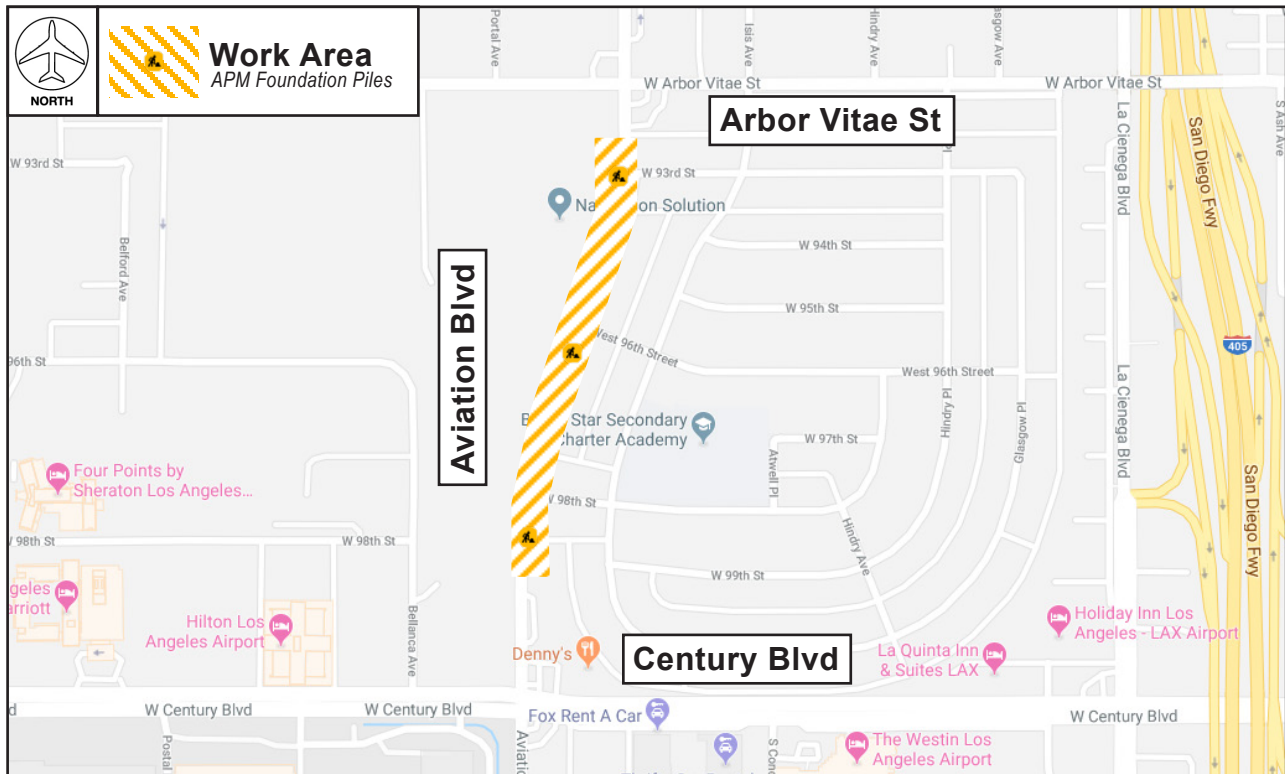 NORTH
Work Area
APM Foundation Piles
Portal Ave
Isis Ave
Hindry Ave
W Arbor Vitae St
W Arbor Vitae St
S Ash Ave
Arbor Vitae St
La Cienega Blvd
San Diego Fwy
W 93rd St
W 93rd St
on Solution
Belford Ave
W 94th St
Aviation Blvd
W 95th St
405
96th St
West 96th Street
West 96th Street
La Cienega Blvd
Hindry Pl
Glasgow Pl
Star Secondary
Charter Academy
W 97th St
Atwell Pl
Four Points by
Sheraton Los Angeles...
San Diego Fwy
W 98th St
W 98th St
W 98th St
Hindry Ave
W 99th St
Bellanca Ave
Hilton Los
Angeles Airport
Holiday Inn Los
Angeles - LAX Airport
Denny's
Century Blvd
La Quinta Inn
& Suites LAX
W Century Blvd
W Century Blvd
Fox Rent A Car
W Century Blvd
Postal
Aviatio
S Conc
The Westin Los
Angeles Airport